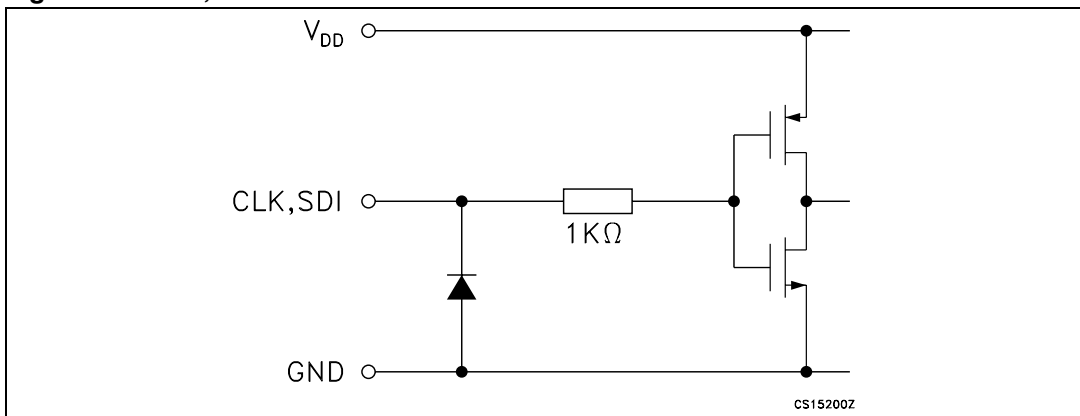 V_DD
CLK,SDI
1KΩ
GND
CS15200Z